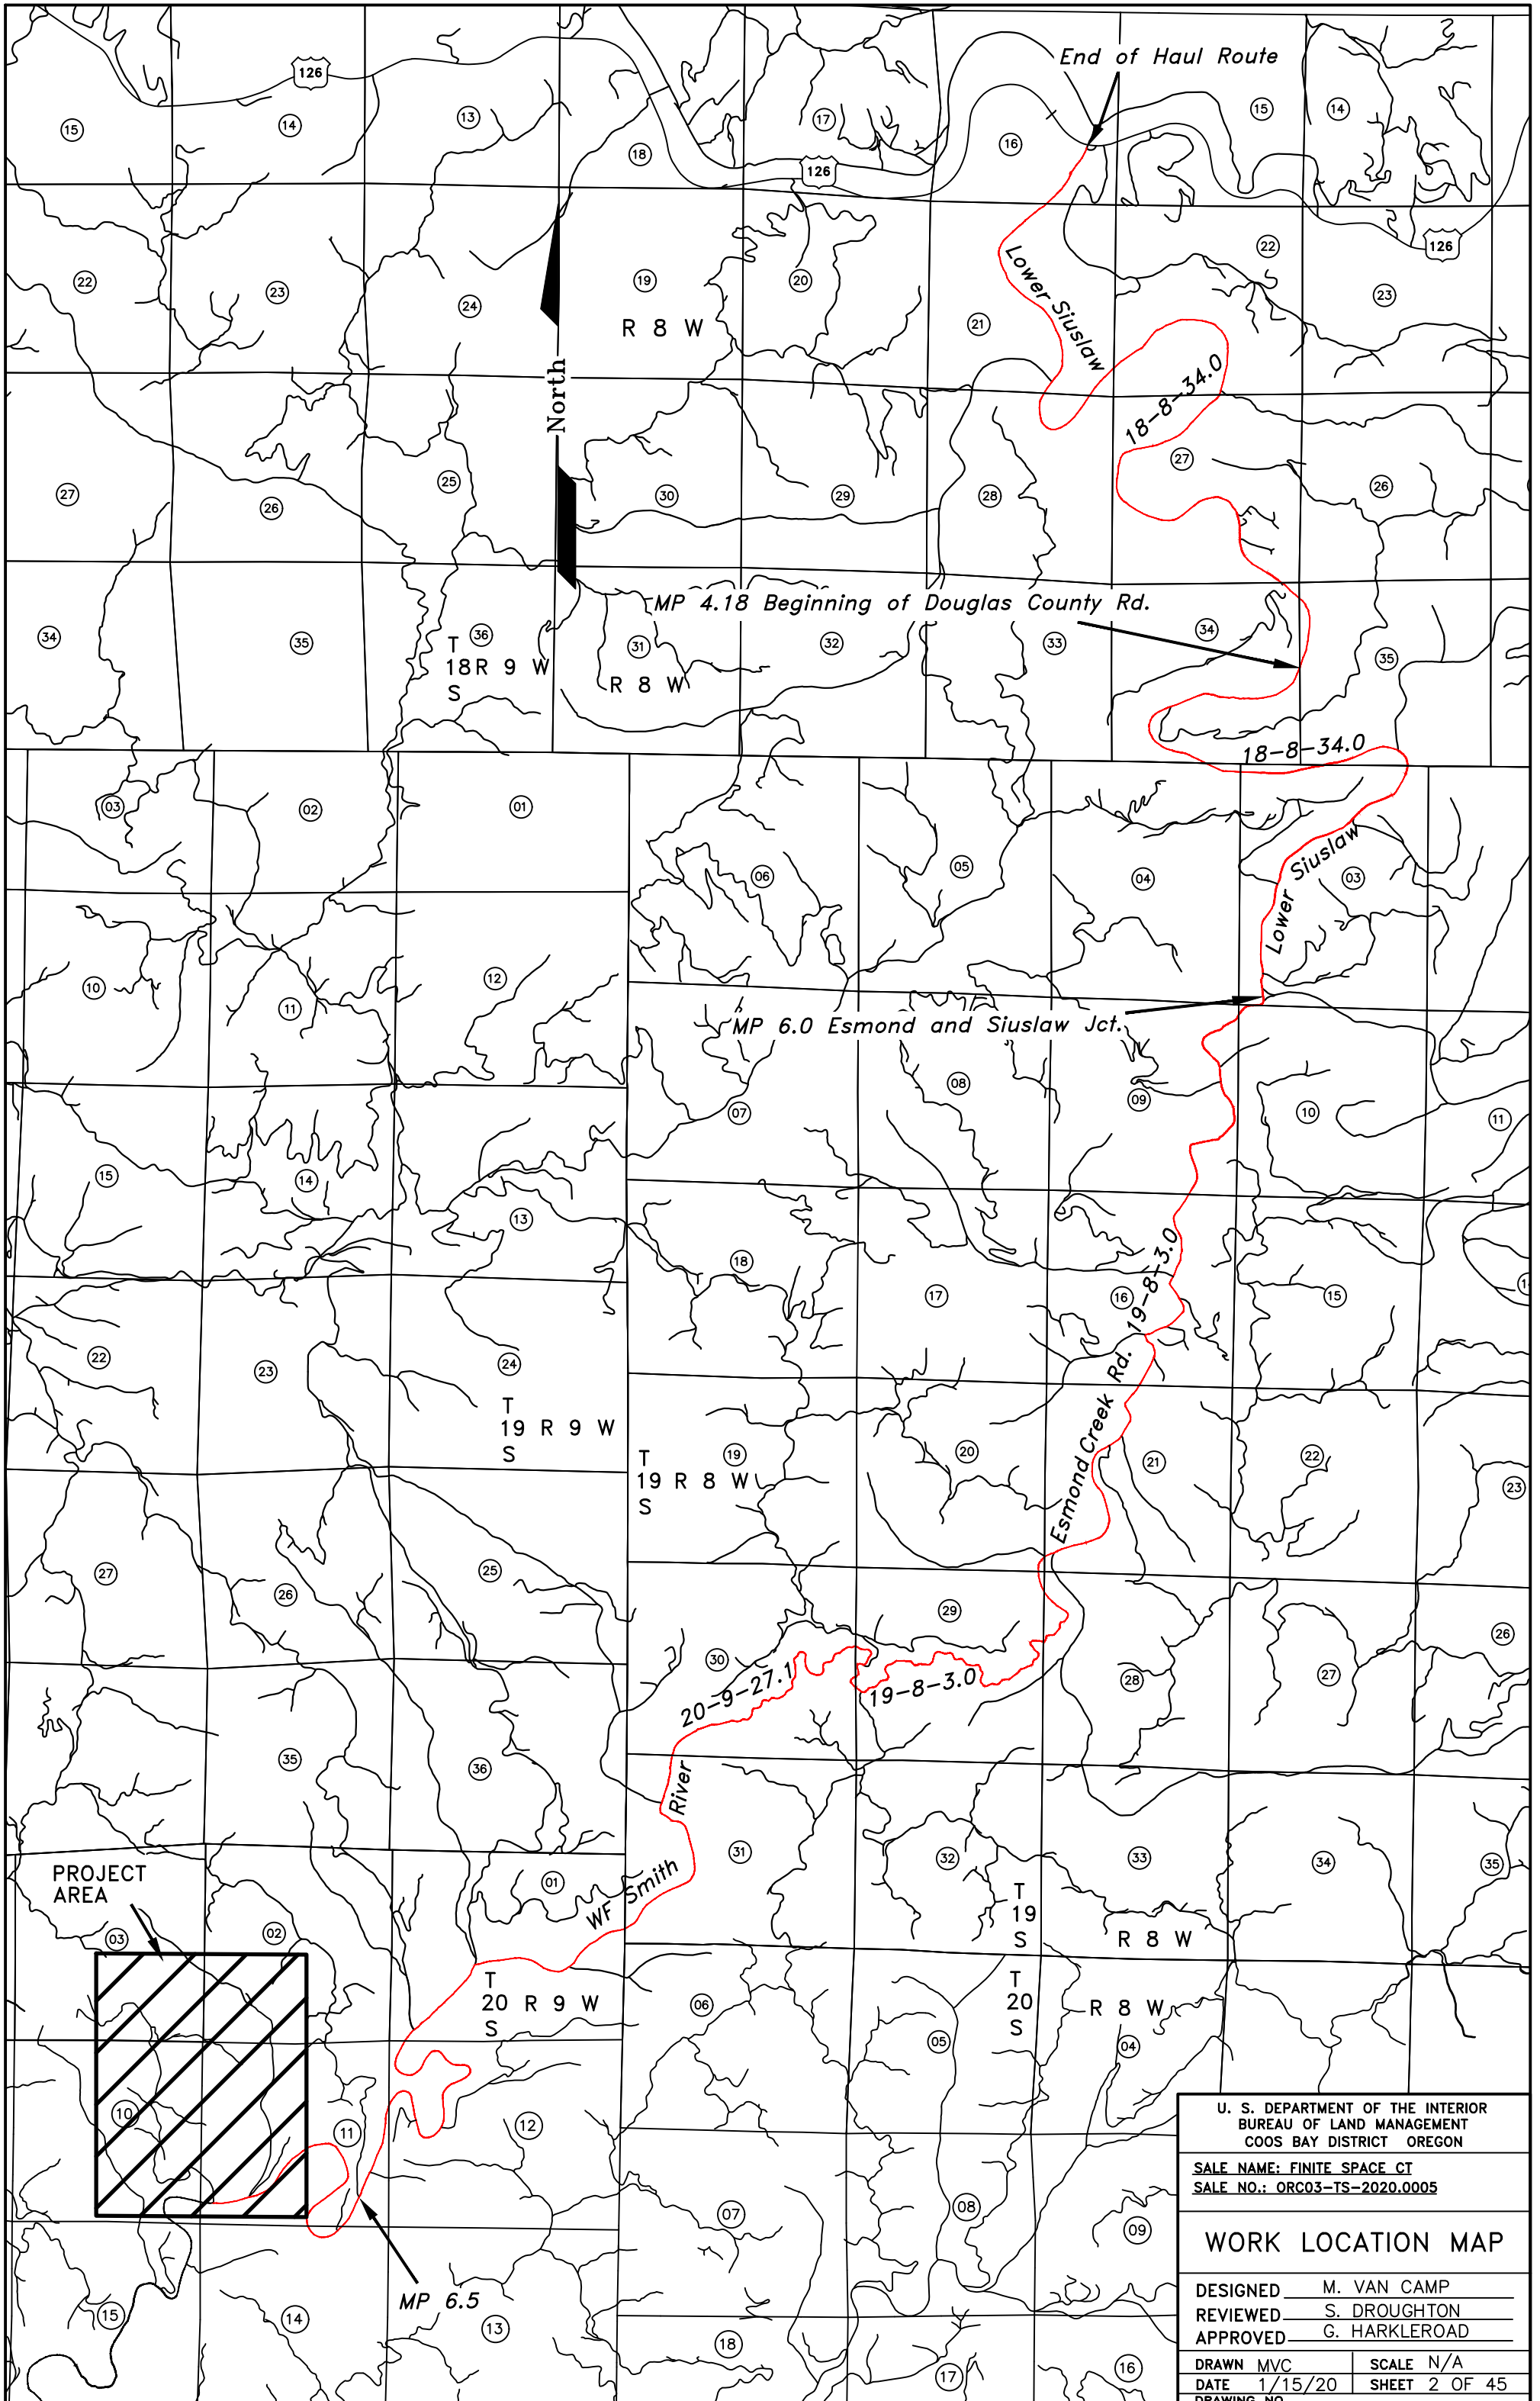 End of Haul Route
126
15
14
13
17
16
15
14
18
126
126
22
23
24
19
20
21
22
23
R 8 W
Lower Siuslaw
18-8-34.0
North
27
26
25
30
29
28
27
26
MP 4.18 Beginning of Douglas County Rd.
34
35
36
31
32
33
34
35
T
18R 9 W
S
R 8 W
18-8-34.0
03
02
01
06
05
04
03
Lower Siuslaw
10
11
12
MP 6.0 Esmond and Siuslaw Jct.
07
08
09
10
11
15
14
13
18
17
16
15
19-8-3.0
22
23
24
T
19 R 9 W
S
T
19 R 8 W
S
19
20
21
22
23
Esmond Creek Rd.
27
26
25
30
29
28
27
26
20-9-27.1
19-8-3.0
35
36
River
31
32
33
34
35
PROJECT
AREA
03
02
01
WF Smith
T
19
S
R 8 W
T
20 R 9 W
S
T
20
S
R 8 W
06
05
04
10
11
12
07
08
09
MP 6.5
15
14
13
18
17
16
U. S. DEPARTMENT OF THE INTERIOR
BUREAU OF LAND MANAGEMENT
COOS BAY DISTRICT OREGON
SALE NAME: FINITE SPACE CT
SALE NO.: ORC03-TS-2020.0005
WORK LOCATION MAP
DESIGNED M. VAN CAMP
REVIEWED S. DROUGHTON
APPROVED G. HARKLEROAD
DRAWN MVC SCALE N/A
DATE 1/15/20 SHEET 2 OF 45
DRAWING NO.